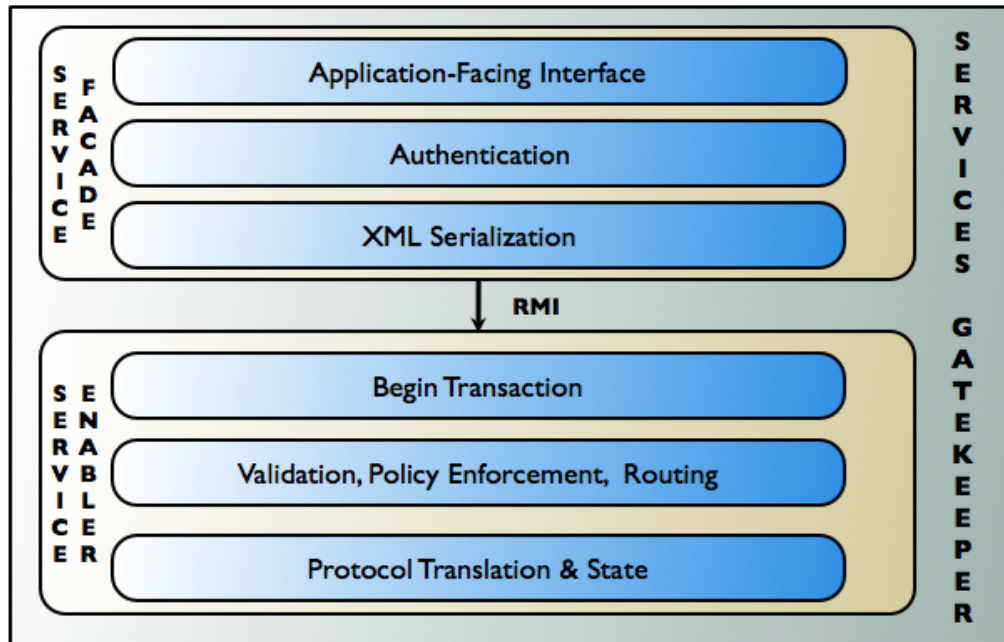 SERVICE
FACADE
Application-Facing Interface
Authentication
XML Serialization
RMI
SERVICE
ENABLER
Begin Transaction
Validation, Policy Enforcement,  Routing
Protocol Translation & State
SERVICES GATEKEEPER